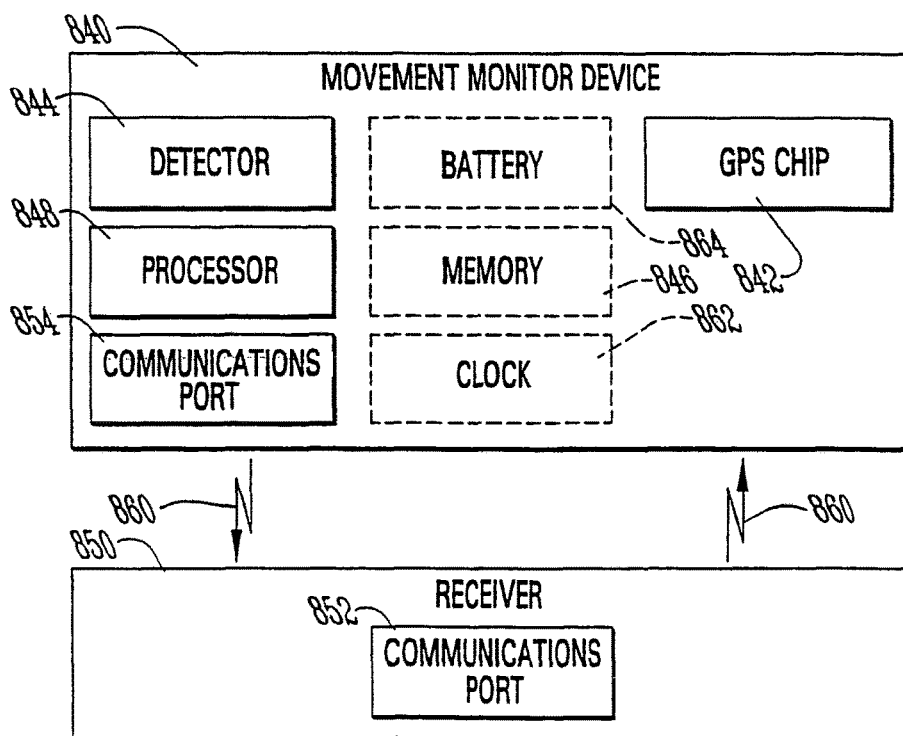 840
MOVEMENT MONITOR DEVICE
844
DETECTOR
BATTERY
GPS CHIP
848
864
PROCESSOR
MEMORY
846
842
854
862
COMMUNICATIONS
PORT
CLOCK
860
860
850
RECEIVER
852
COMMUNICATIONS
PORT